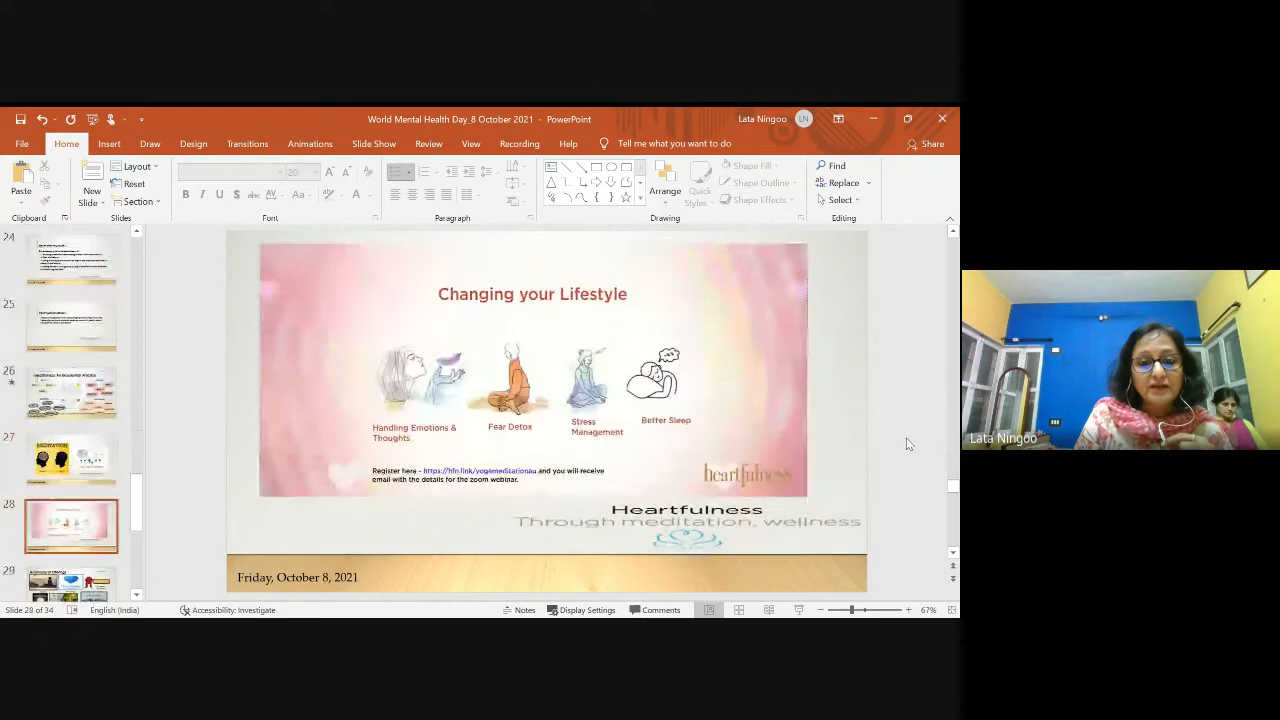 World Mental Health Day_8 October 2021 - PowerPoint
Lata Ningoo
LN
File Home Insert Draw Design Transitions Animations Slide Show Review View Recording Help Tell me what you want to do Share
Paste
Clipboard
New Slide
Layout
Reset
Section
Slides
20
Font
Paragraph
Arrange
Quick Styles
Shape Fill
Shape Outline
Shape Effects
Drawing
Find
Replace
Select
Editing
24
25
26
27
MEDITATION
28
29
Changing your Lifestyle
Handling Emotions & Thoughts
Fear Detox
Stress Management
Better Sleep
Register here - https://hfn.link/yogameditationau and you will receive
email with the details for the zoom webinar.
heartfulness
Heartfulness
Through meditation, wellness
Friday, October 8, 2021
Lata Ningoo
Slide 28 of 34 English (India) Accessibility: Investigate Notes Display Settings Comments 67%